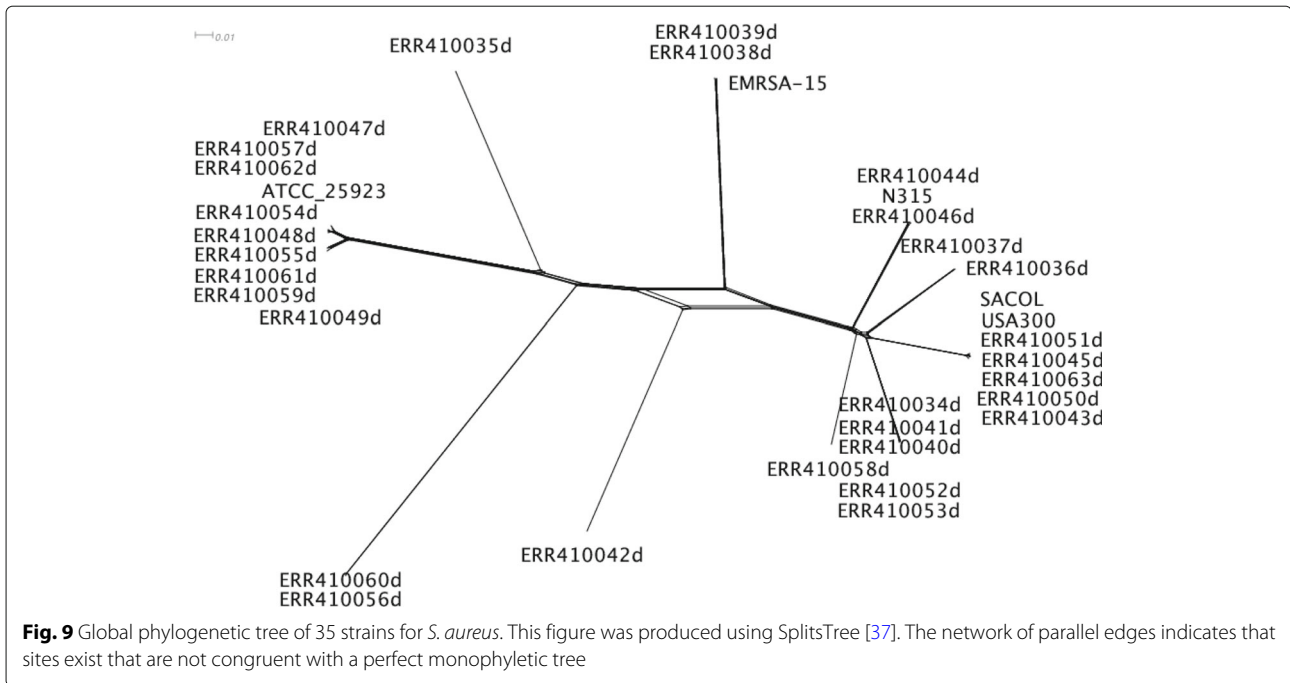 0.01
ERR410035d
ERR410039d
ERR410038d
EMRSA-15
ERR410047d
ERR410057d
ERR410062d
ATCC_25923
ERR410054d
ERR410048d
ERR410055d
ERR410061d
ERR410059d
ERR410049d
ERR410044d
N315
ERR410046d
ERR410037d
ERR410036d
SACOL
USA300
ERR410051d
ERR410045d
ERR410063d
ERR410050d
ERR410043d
ERR410034d
ERR410041d
ERR410040d
ERR410058d
ERR410052d
ERR410053d
ERR410042d
ERR410060d
ERR410056d
Fig. 9 Global phylogenetic tree of 35 strains for S. aureus. This figure was produced using SplitsTree [37]. The network of parallel edges indicates that
sites exist that are not congruent with a perfect monophyletic tree